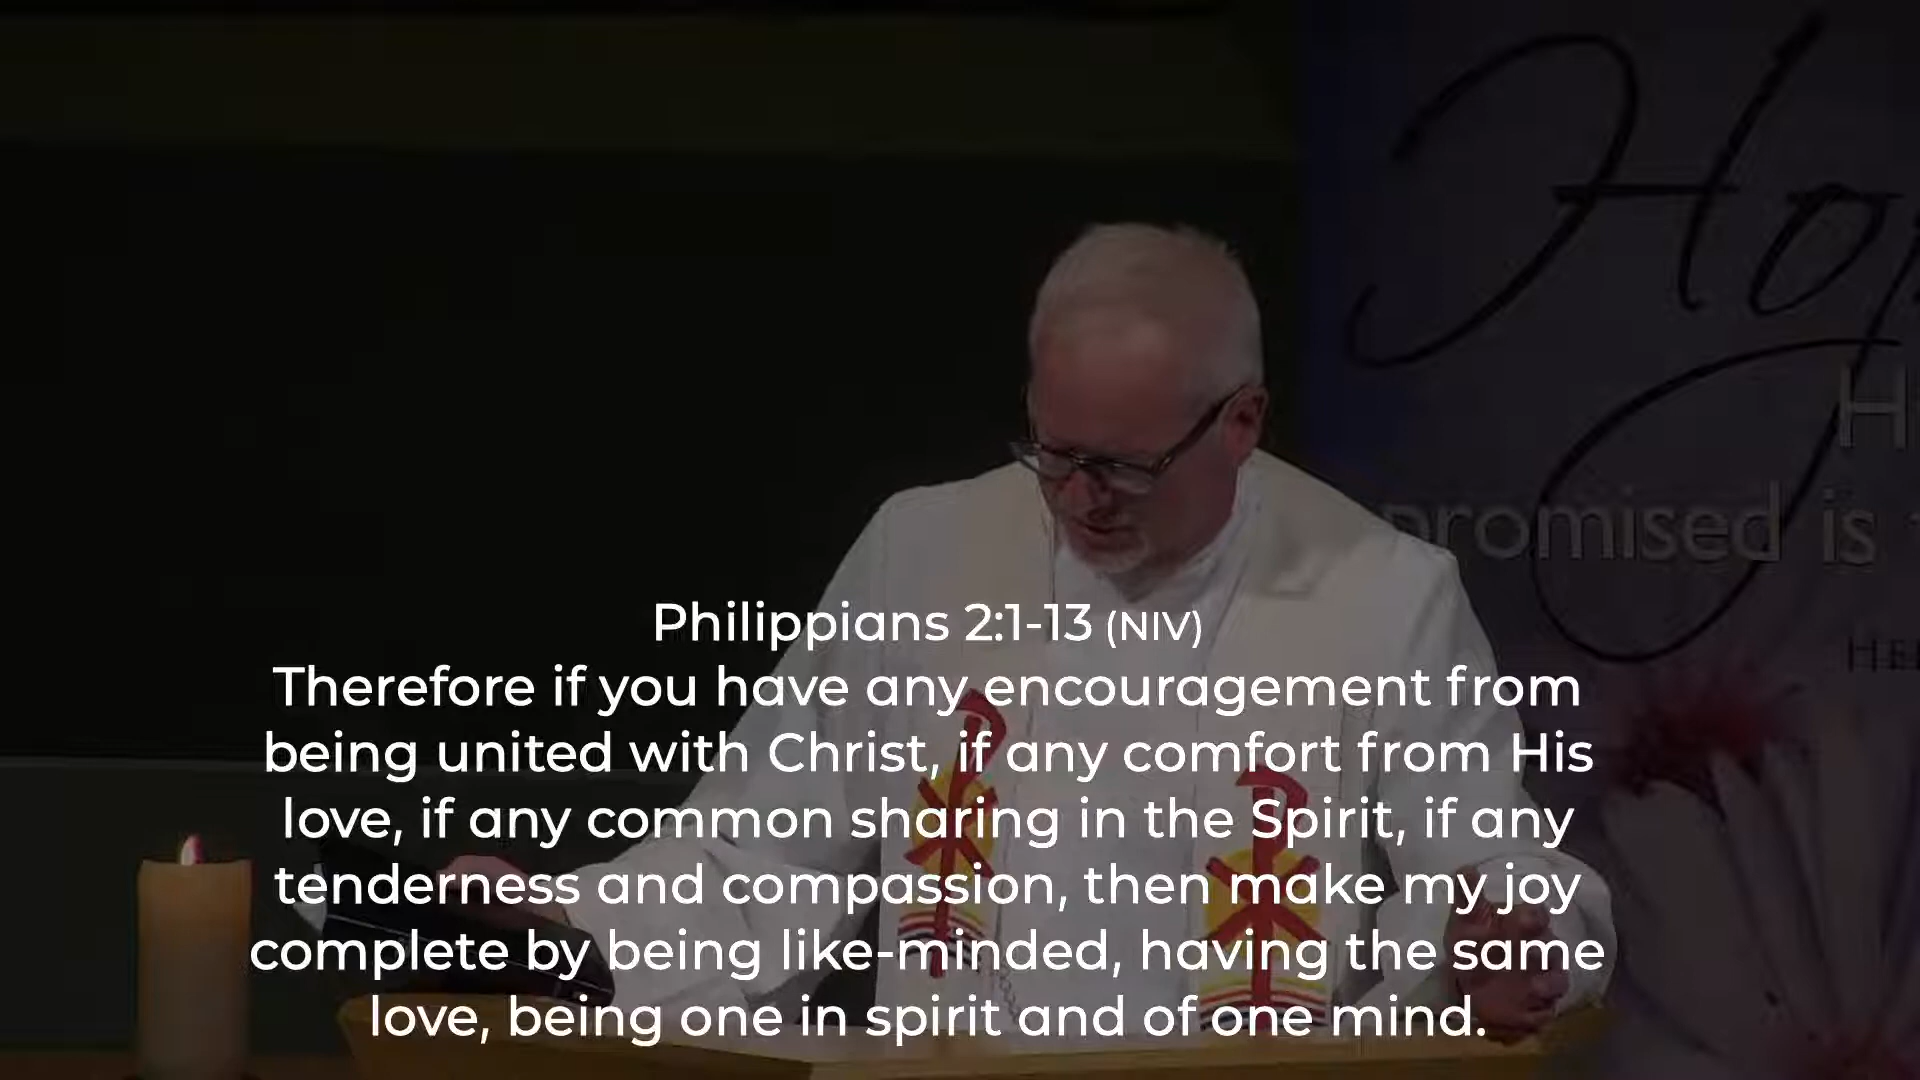 Hop
H
promised is
HE
Philippians 2:1-13 (NIV)
Therefore if you have any encouragement from
being united with Christ, if any comfort from His
love, if any common sharing in the Spirit, if any
tenderness and compassion, then make my joy
complete by being like-minded, having the same
love, being one in spirit and of one mind.